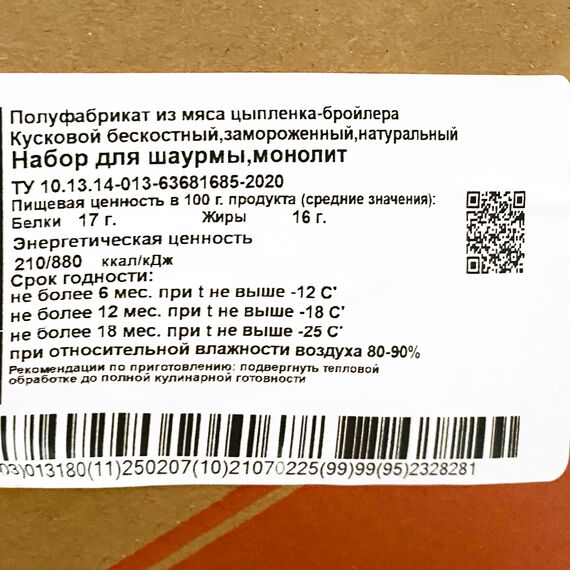 Полуфабрикат из мяса цыпленка-бройлера
Кусковой бескостный,замороженный,натуральный
Набор для шаурмы,монолит
ТУ 10.13.14-013-63681685-2020
Пищевая ценность в 100 г. продукта (средние значения):
Белки 17 г. Жиры 16 г.
Энергетическая ценность
210/880 ккал/кДж
Срок годности:
не более 6 мес. при t не выше -12 С'
не более 12 мес. при t не выше -18 С'
не более 18 мес. при t не выше -25 С'
при относительной влажности воздуха 80-90%
Рекомендации по приготовлению: подвергнуть тепловой
обработке до полной кулинарной готовности
03)013180(11)250207(10)21070225(99)99(95)2328281